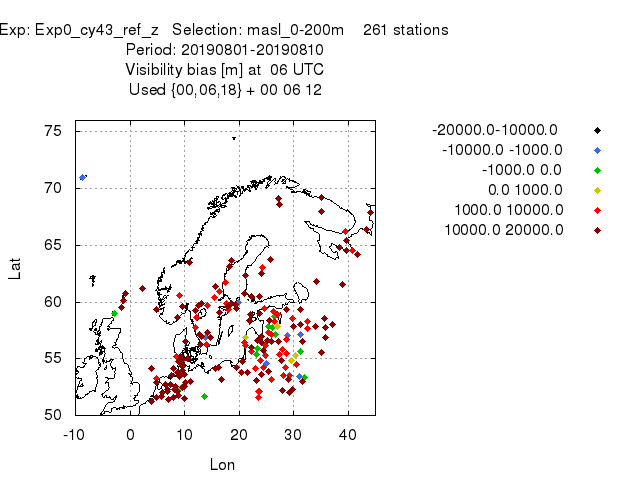 Exp: Exp0_cy43_ref_z Selection: masl_0-200m 261 stations
Period: 20190801-20190810
Visibility bias [m] at 06 UTC
Used {00,06,18} + 00 06 12
75
70
65
60
55
50
-10 0 10 20 30 40
Lat
Lon
-20000.0-10000.0
-10000.0 -1000.0
-1000.0 0.0
0.0 1000.0
1000.0 10000.0
10000.0 20000.0